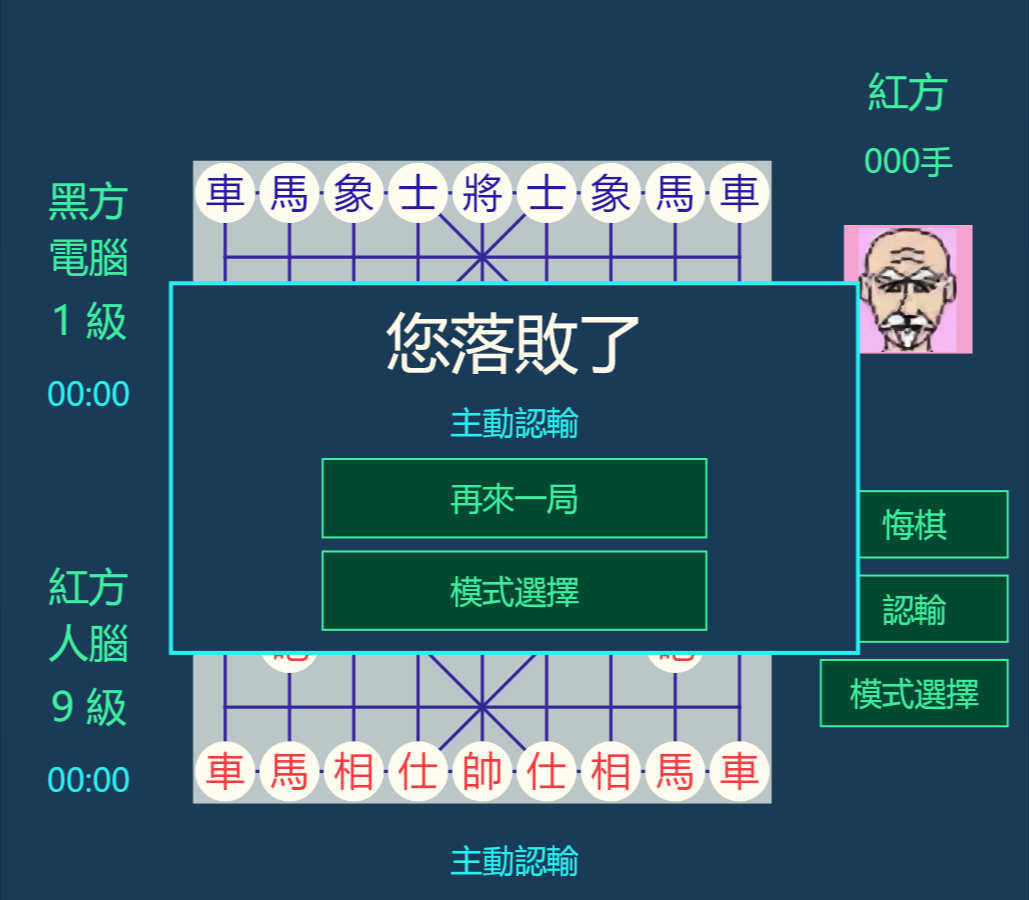 紅方
000手
黑方
電腦
1 級
00:00
車馬象士將士象馬車
您落敗了
主動認輸
再來一局
模式選擇
悔棋
認輸
模式選擇
紅方
人腦
9 級
00:00
車馬相仕帥仕相馬車
主動認輸